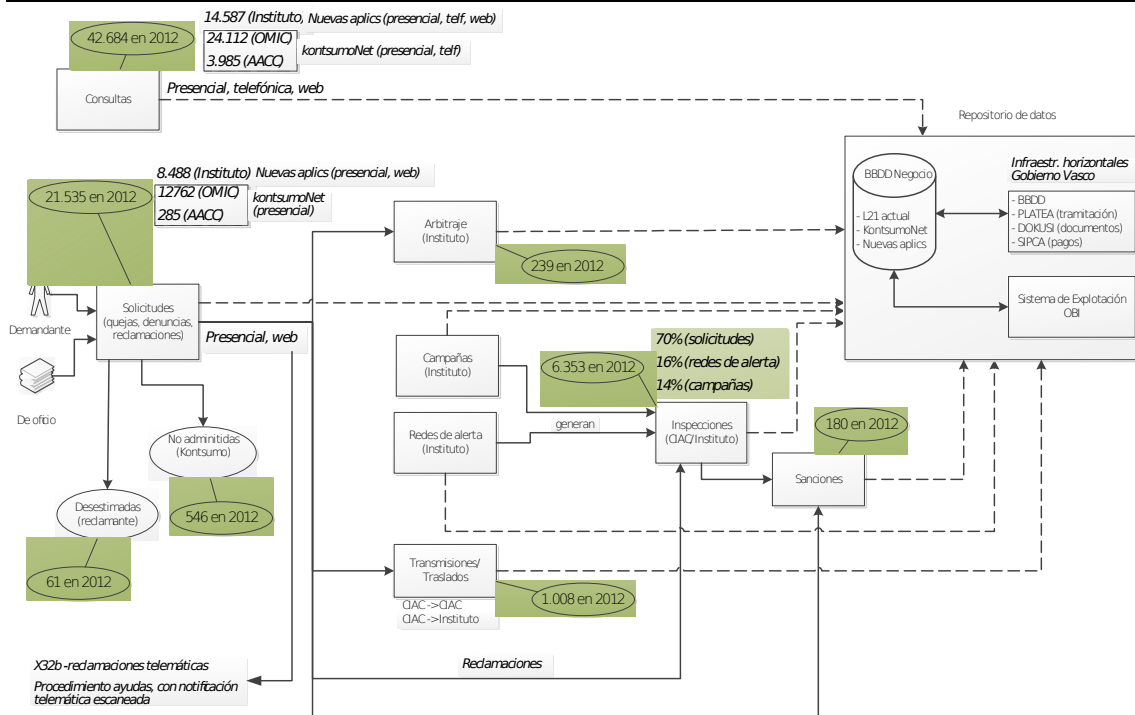 14.587 (Instituto, Nuevas aplics (presencial, telf, web)
42.684 en 2012
24.112 (OMIC)
3.985 (AACC)
kontsumoNet (presencial, telf)
Consultas
Presencial, telefónica, web
Repositorio de datos
BBDD Negocio
- L21 actual
- KontsumoNet
- Nuevas aplics
Infraestr. horizontales
Gobierno Vasco
- BBDD
- PLATEA (tramitación)
- DOKUSI (documentos)
- SIPCA (pagos)
Sistema de Explotación
OBI
8.488 (Instituto) Nuevas aplics (presencial, web)
21.535 en 2012
12762 (OMIC)
285 (AACC)
kontsumoNet
(presencial)
Arbitraje
(Instituto)
239 en 2012
Demandante
Solicitudes
(quejas, denuncias,
reclamaciones)
Presencial, web
De oficio
Campañas
(Instituto)
6.353 en 2012
70% (solicitudes)
16% (redes de alerta)
14% (campañas)
Redes de alerta
(Instituto)
generan
Inspecciones
(CIAC/Instituto)
180 en 2012
Sanciones
No adminitidas
(Kontsumo)
546 en 2012
Desestimadas
(reclamante)
61 en 2012
Transmisiones/
Traslados
1.008 en 2012
CIAC -> CIAC
CIAC -> Instituto
X32b -reclamaciones telemáticas
Procedimiento ayudas, con notifitación
telemática escaneada
Reclamaciones